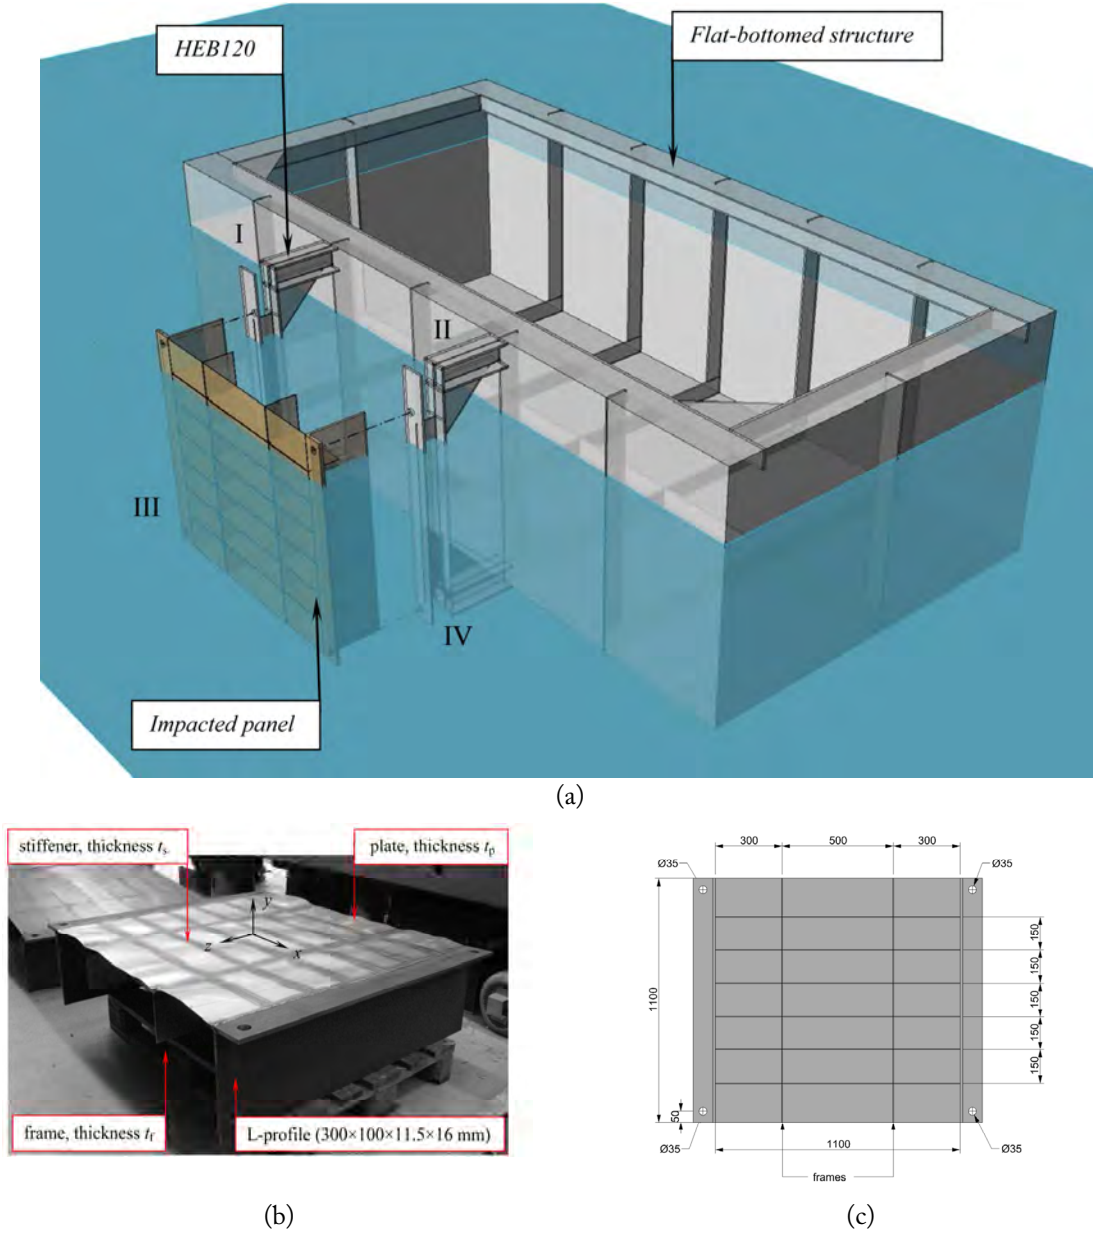 HEB120
Flat-bottomed structure
I
II
III
IV
Impacted panel
(a)
stiffener, thickness tₛ
plate, thickness tₚ
y
z
x
frame, thickness t_f
L-profile (300×100×11.5×16 mm)
(b)
300
500
300
Ø35
Ø35
150
150
150
150
150
1100
50
Ø35
1100
Ø35
frames
(c)